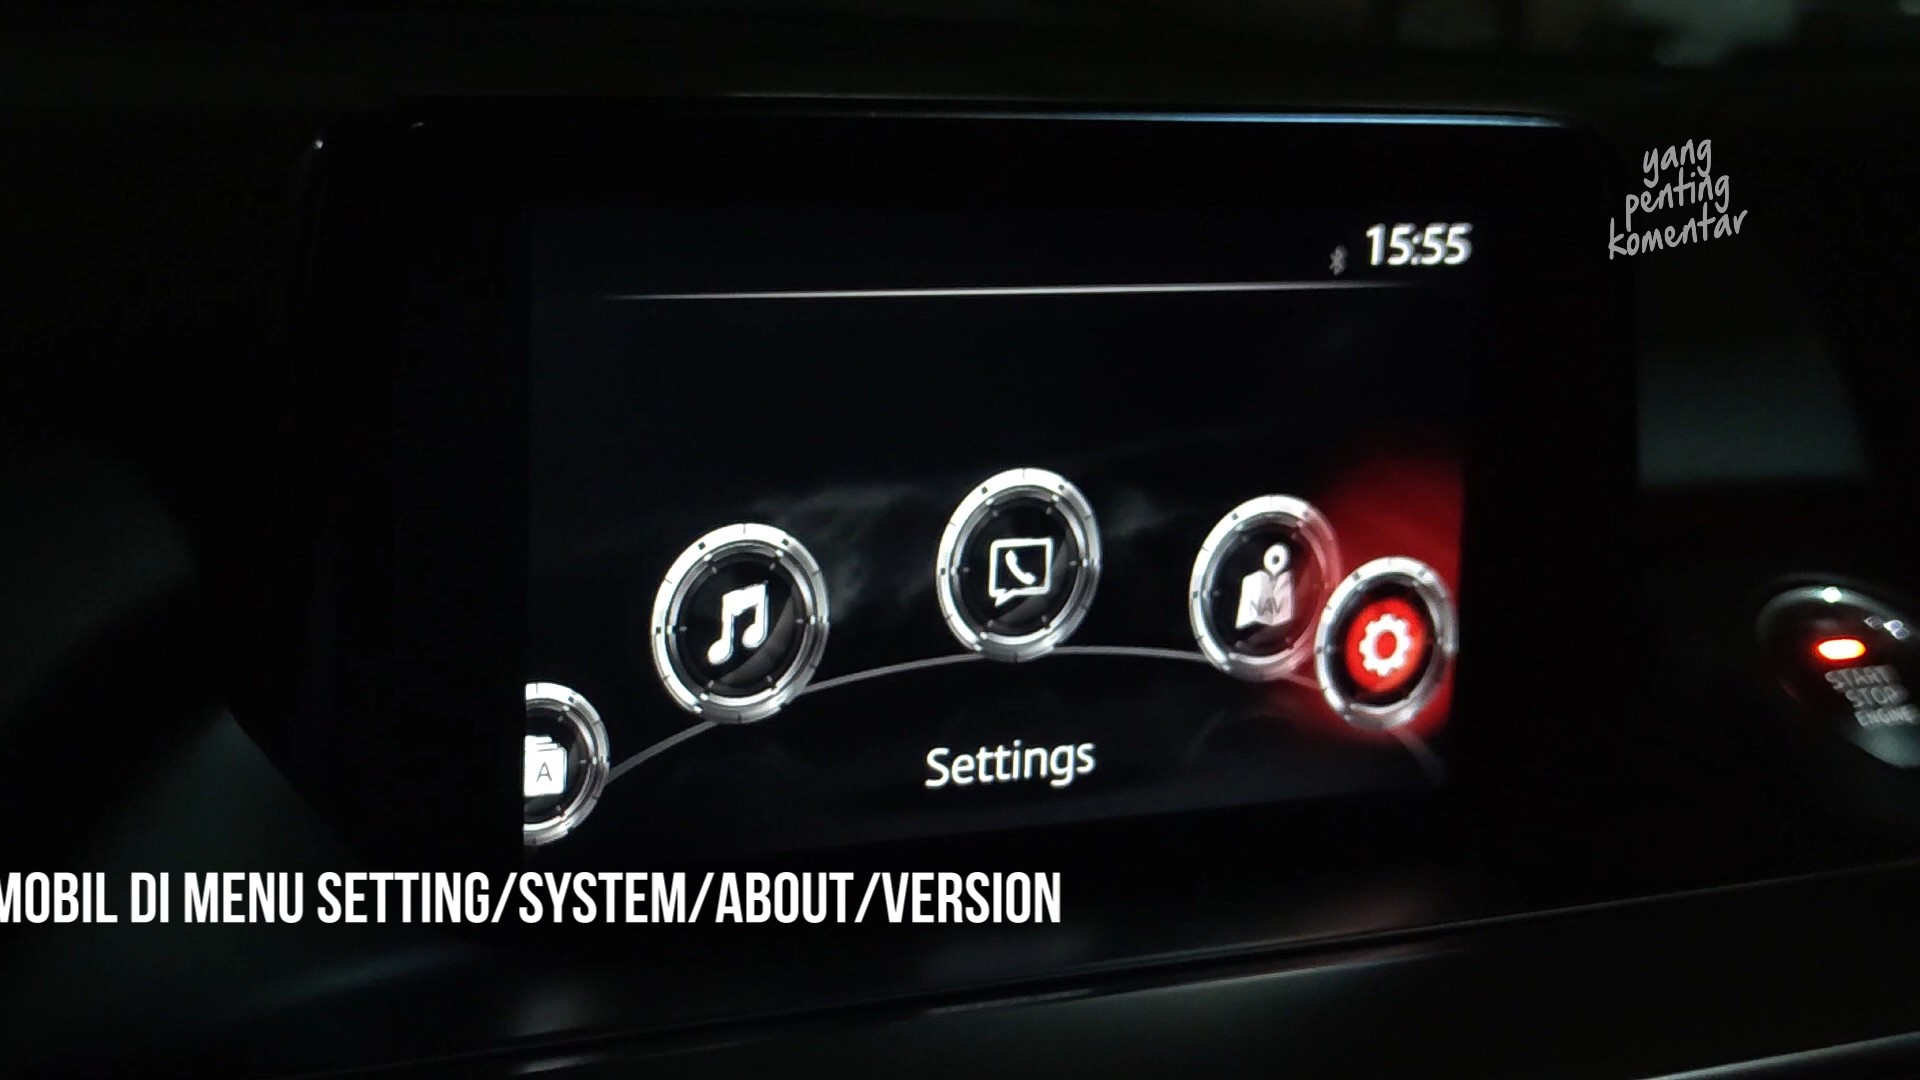 yang
penting
komentar
15:55
NAV
A
Settings
START
STOP
ENGINE
MOBIL DI MENU SETTING/SYSTEM/ABOUT/VERSION